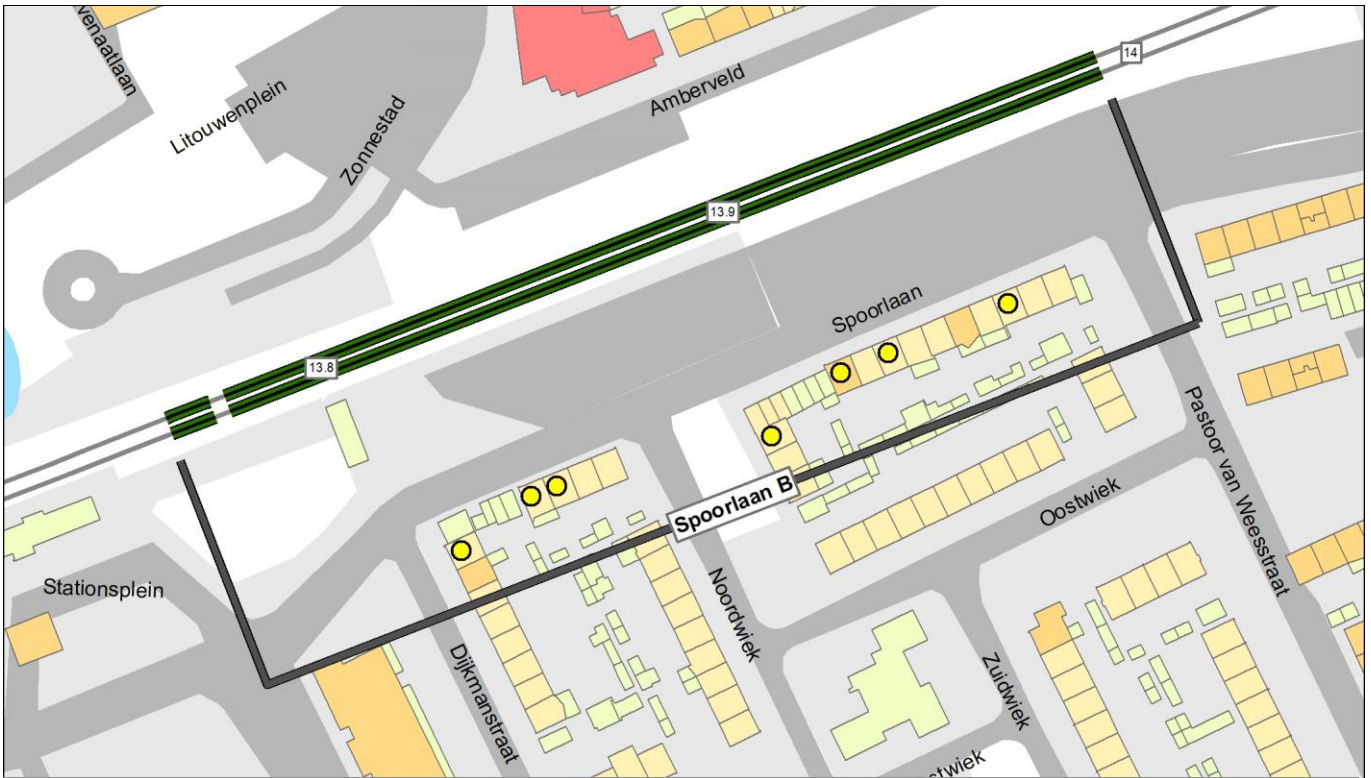 venaatlaan
Litouwenplein
Zonnestad
Amberveld
14
13.9
13.8
Spoorlaan
Spoorlaan B
Stationsplein
Dijkmanstraat
Noordwiek
Oostwiek
Zuidwiek
Pastoor van Weesstraat
stwiek